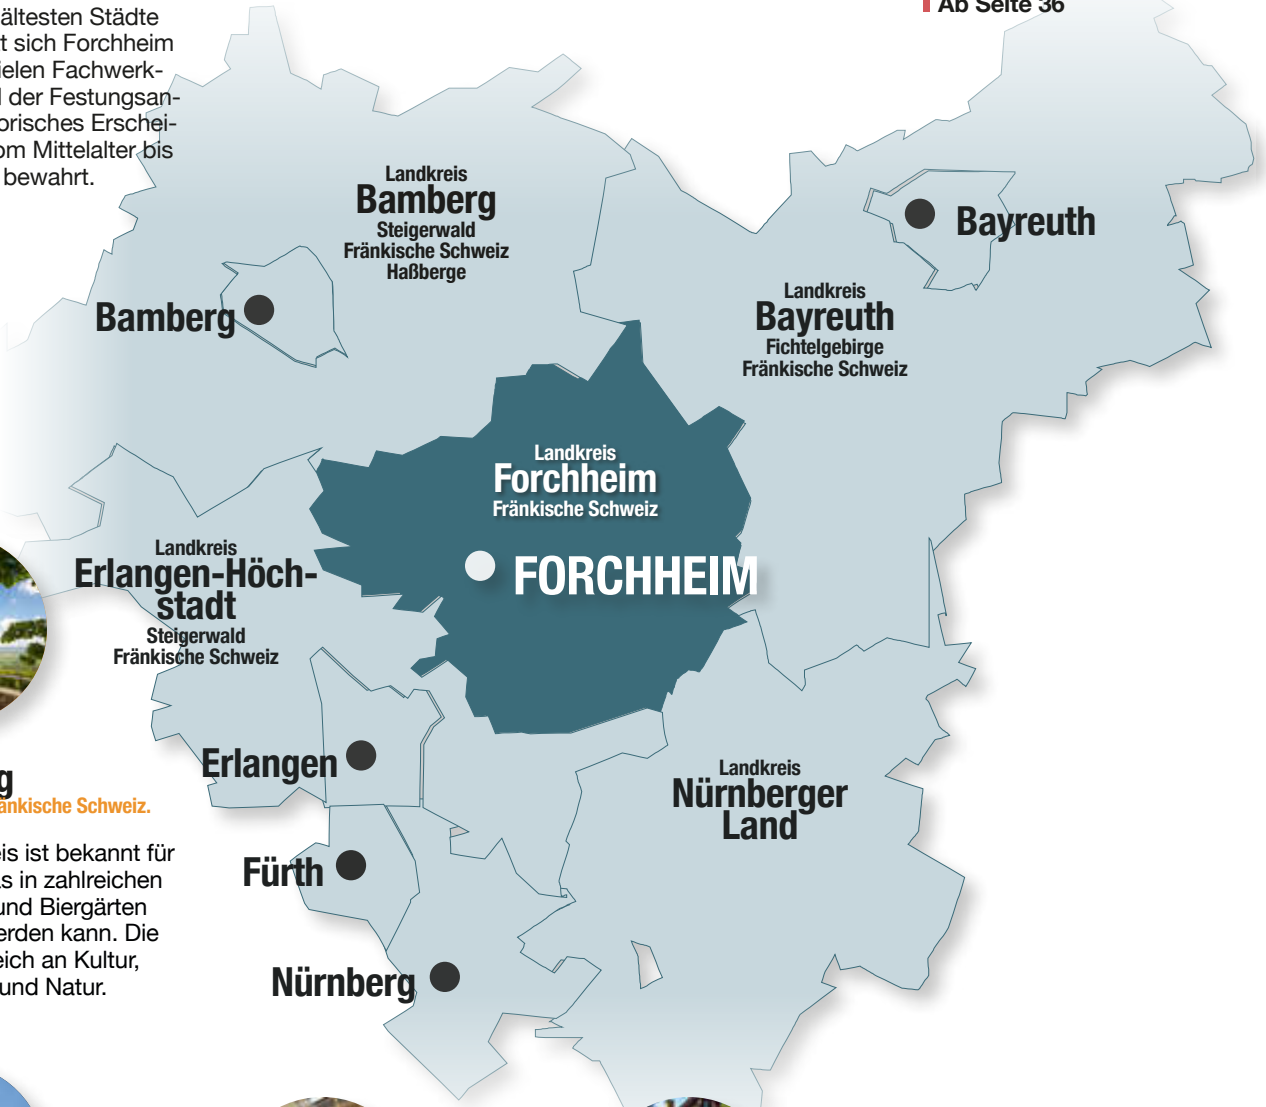 ältesten Städte
t sich Forchheim
ielen Fachwerk-
der Festungsan-
orisches Erschei-
om Mittelalter bis
bewahrt.
Ab Seite 36
Landkreis
Bamberg
Steigerwald
Fränkische Schweiz
Haßberge
Bayreuth
Landkreis
Bayreuth
Fichtelgebirge
Fränkische Schweiz
Bamberg
Landkreis
Forchheim
Fränkische Schweiz
FORCHHEIM
Landkreis
Erlangen-Höch-
stadt
Steigerwald
Fränkische Schweiz
Erlangen
Landkreis
Nürnberger
Land
Fürth
Nürnberg
g
änkische Schweiz.
eis ist bekannt für
as in zahlreichen
und Biergärten
erden kann. Die
eich an Kultur,
und Natur.